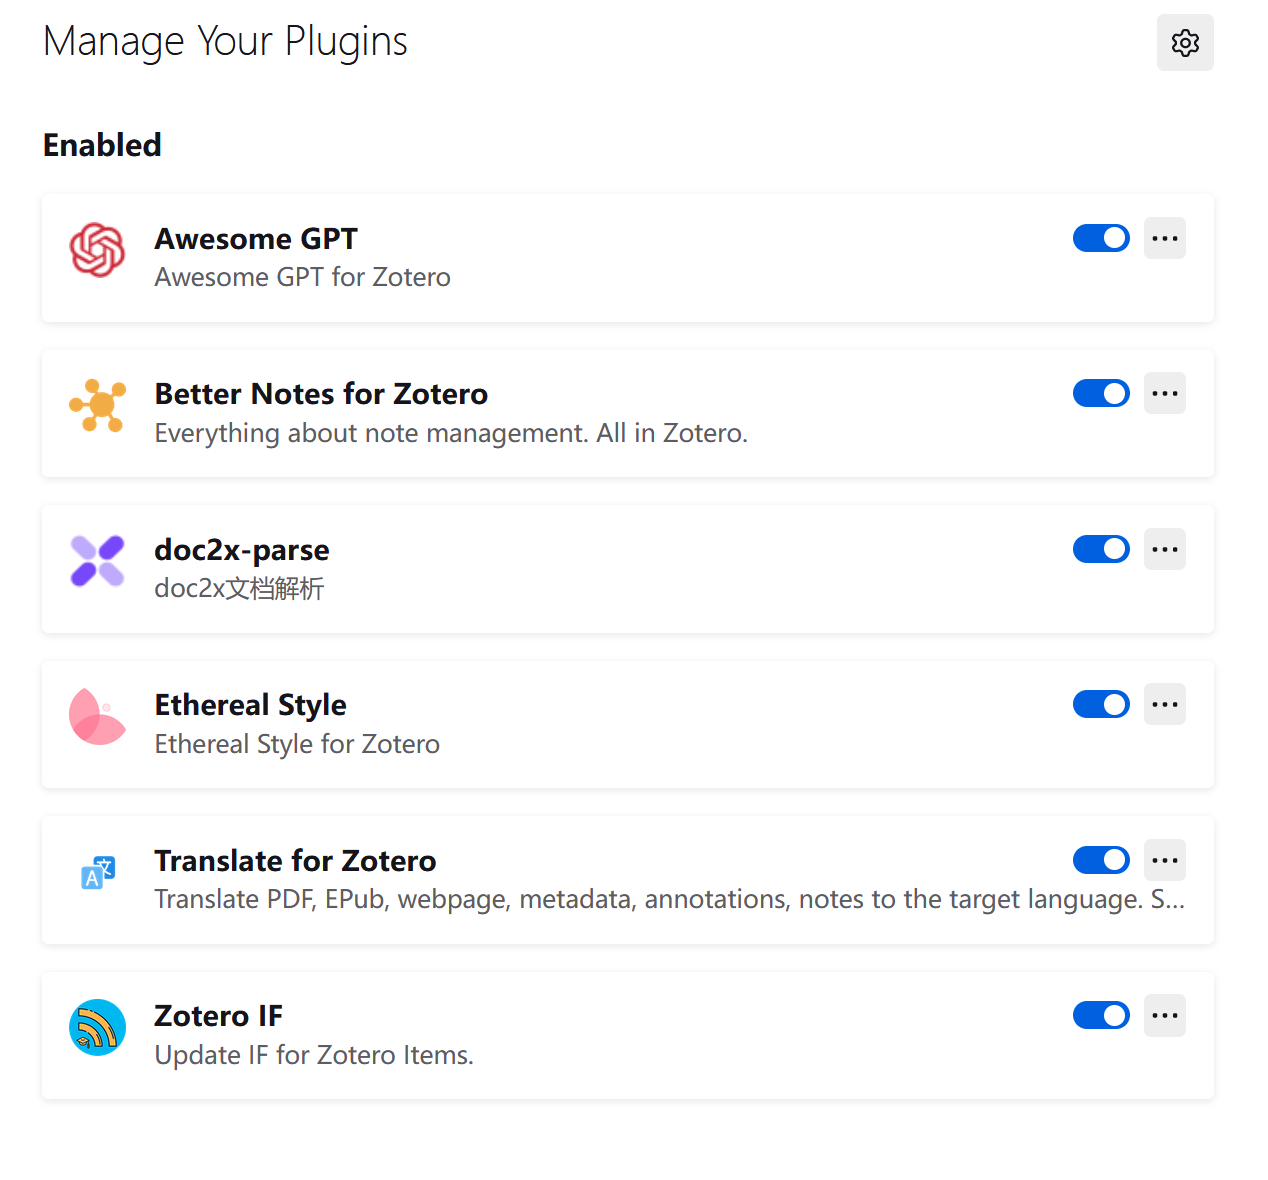 Manage Your Plugins
Enabled
Awesome GPT
Awesome GPT for Zotero
Better Notes for Zotero
Everything about note management. All in Zotero.
doc2x-parse
doc2x文档解析
Ethereal Style
Ethereal Style for Zotero
A 文
Translate for Zotero
Translate PDF, EPub, webpage, metadata, annotations, notes to the target language. S...
Zotero IF
Update IF for Zotero Items.